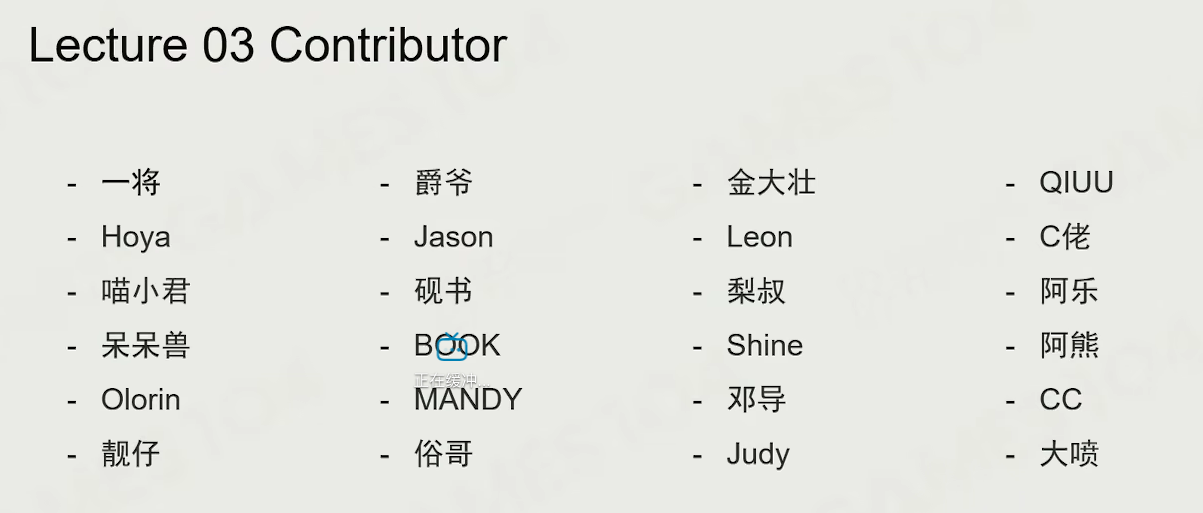 Lecture 03 Contributor
- 一将
- Hoya
- 喵小君
- 呆呆兽
- Olorin
- 靓仔
- 爵爷
- Jason
- 砚书
- BOOK
正在缓冲...
- MANDY
- 俗哥
- 金大壮
- Leon
- 梨叔
- Shine
- 邓导
- Judy
- QIUU
- C佬
- 阿乐
- 阿熊
- CC
- 大喷